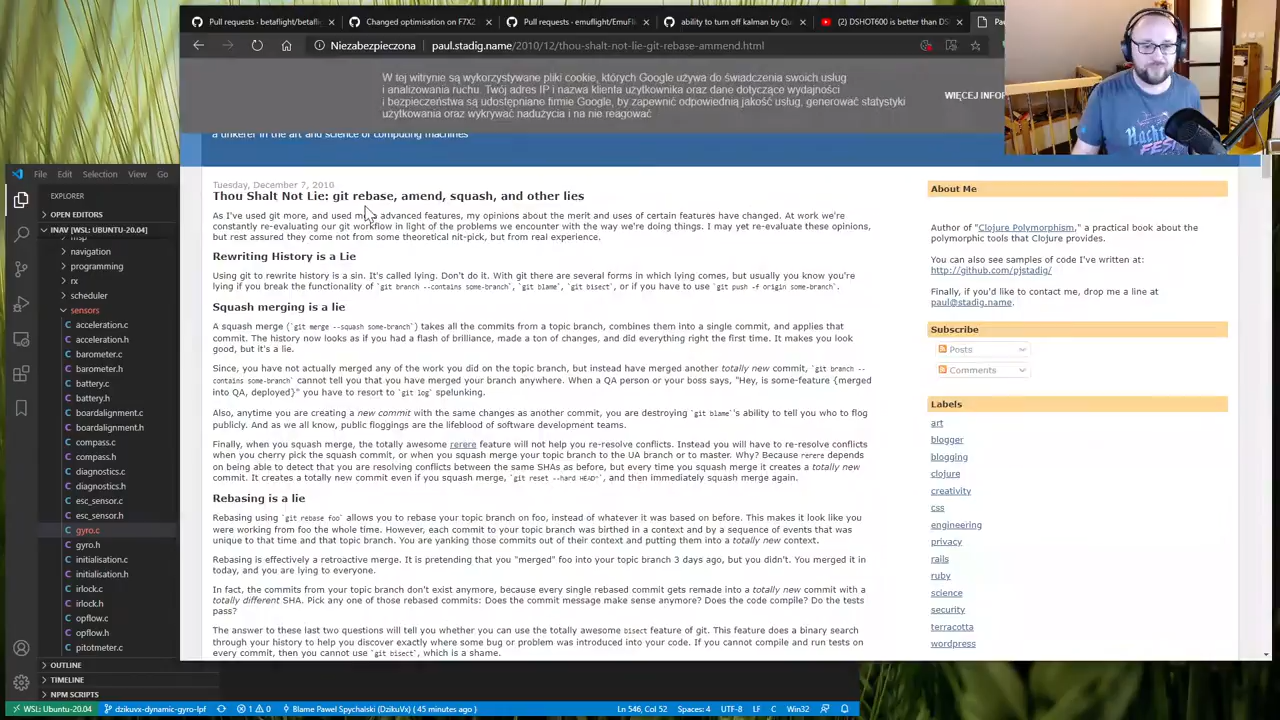 Pull requests · betaflight/betafl
Changed optimisation on F7X2
Pull requests · emuflight/EmuFl
ability to turn off kalman by Qu
(2) DSHOT600 is better than DS
Pa
Niezabezpieczona
paul.stadig.name/2010/12/thou-shalt-not-lie-git-rebase-ammend.html
W tej witrynie są wykorzystywane pliki cookie, których Google używa do świadczenia swoich usług
i analizowania ruchu. Twój adres IP i nazwa klienta użytkownika oraz dane dotyczące wydajności
i bezpieczeństwa są udostępniane firmie Google, by zapewnić odpowiednią jakość usług, generować statystyki
użytkowania oraz wykrywać nadużycia i na nie reagować
WIĘCEJ INFOR
a tinkerer in the art and science of computing machines
Tuesday, December 7, 2010
Thou Shalt Not Lie: git rebase, amend, squash, and other lies
As I've used git more, and used more advanced features, my opinions about the merit and uses of certain features have changed. At work we're
constantly re-evaluating our git workflow in light of the problems we encounter with the way we're doing things. I may yet re-evaluate these opinions,
but rest assured they come not from some theoretical nit-pick, but from real experience.
Rewriting History is a Lie
Using git to rewrite history is a sin. It's called lying. Don't do it. With git there are several forms in which lying comes, but usually you know you're
lying if you break the functionality of `git branch --contains some-branch`, `git blame`, `git bisect`, or if you have to use `git push -f origin some-branch`.
Squash merging is a lie
A squash merge (`git merge --squash some-branch`) takes all the commits from a topic branch, combines them into a single commit, and applies that
commit. The history now looks as if you had a flash of brilliance, made a ton of changes, and did everything right the first time. It makes you look
good, but it's a lie.
Since, you have not actually merged any of the work you did on the topic branch, but instead have merged another totally new commit, `git branch --
contains some-branch` cannot tell you that you have merged your branch anywhere. When a QA person or your boss says, "Hey, is some-feature {merged
into QA, deployed}" you have to resort to `git log` spelunking.
Also, anytime you are creating a new commit with the same changes as another commit, you are destroying `git blame`'s ability to tell you who to flog
publicly. And as we all know, public floggings are the lifeblood of software development teams.
Finally, when you squash merge, the totally awesome rerere feature will not help you re-resolve conflicts. Instead you will have to re-resolve conflicts
when you cherry pick the squash commit, or when you squash merge your topic branch to the UA branch or to master. Why? Because rerere depends
on being able to detect that you are resolving conflicts between the same SHAs as before, but every time you squash merge it creates a totally new
commit. It creates a totally new commit even if you squash merge, `git reset --hard HEAD^`, and then immediately squash merge again.
Rebasing is a lie
Rebasing using `git rebase foo` allows you to rebase your topic branch on foo, instead of whatever it was based on before. This makes it look like you
were working from foo the whole time. However, each commit to your topic branch was birthed in a context and by a sequence of events that was
unique to that time and that topic branch. You are yanking those commits out of their context and putting them into a totally new context.
Rebasing is effectively a retroactive merge. It is pretending that you "merged" foo into your topic branch 3 days ago, but you didn't. You merged it in
today, and you are lying to everyone.
In fact, the commits from your topic branch don't exist anymore, because every single rebased commit gets remade into a totally new commit with a
totally different SHA. Pick any one of those rebased commits: Does the commit message make sense anymore? Does the code compile? Do the tests
pass?
The answer to these last two questions will tell you whether you can use the totally awesome bisect feature of git. This feature does a binary search
through your history to help you discover exactly where some bug or problem was introduced into your code. If you cannot compile and run tests on
every commit, then you cannot use `git bisect`, which is a shame.
About Me
Author of "Clojure Polymorphism", a practical book about the
polymorphic tools that Clojure provides.
You can also see samples of code I've written at:
http://github.com/pjstadig/
Finally, if you'd like to contact me, drop me a line at
paul@stadig.name.
Subscribe
Posts
Comments
Labels
art
blogger
blogging
clojure
creativity
css
engineering
privacy
rails
ruby
science
security
terracotta
wordpress
File Edit Selection View Go
EXPLORER
OPEN EDITORS
INAV [WSL: UBUNTU-20.04]
msp
navigation
programming
rx
scheduler
sensors
C acceleration.c
C acceleration.h
C barometer.c
C barometer.h
C battery.c
C battery.h
C boardalignment.c
C boardalignment.h
C compass.c
C compass.h
C diagnostics.c
C diagnostics.h
C esc_sensor.c
C esc_sensor.h
C gyro.c
C gyro.h
C initialisation.c
C initialisation.h
C irlock.c
C irlock.h
C opflow.c
C opflow.h
C pitotmeter.c
OUTLINE
TIMELINE
NPM SCRIPTS
WSL: Ubuntu-20.04 dzikuvx-dynamic-gyro-lpf 1 0 Blame Pawel Spychalski (DzikuVx) ( 45 minutes ago ) Ln 546, Col 52 Spaces: 4 UTF-8 LF C Win32